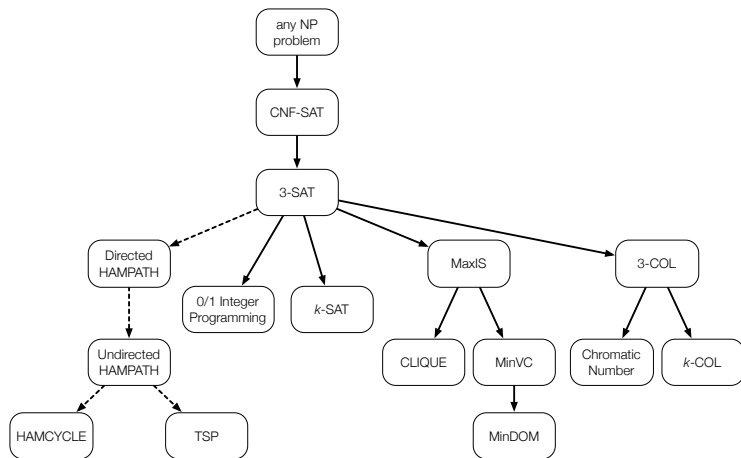 any NP
problem
CNF-SAT
3-SAT
Directed
HAMPATH
0/1 Integer
Programming
k-SAT
MaxIS
3-COL
Undirected
HAMPATH
CLIQUE
MinVC
Chromatic
Number
k-COL
HAMCYCLE
TSP
MinDOM